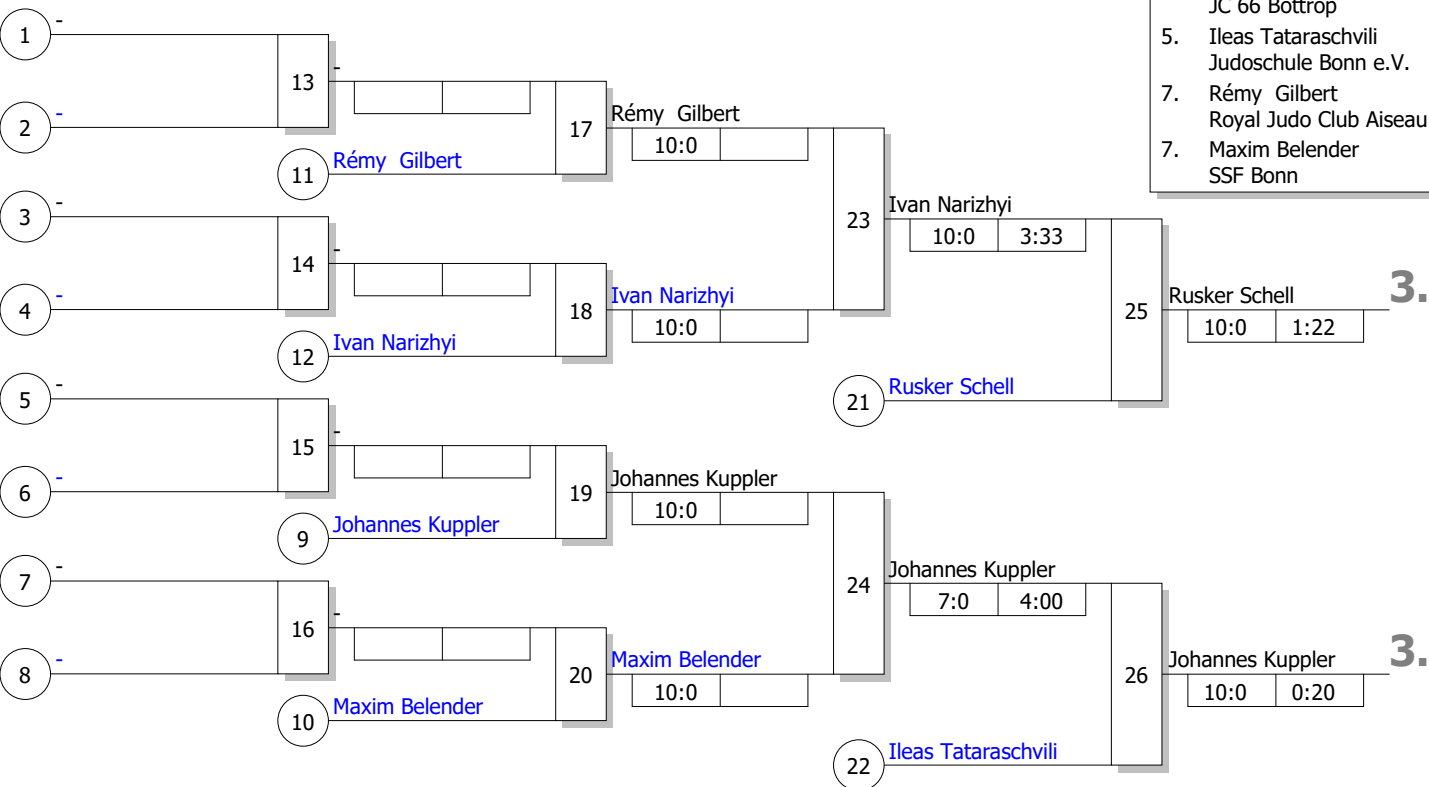 JC 66 Bottrop
5. Ileas Tataraschvili
Judoschule Bonn e.V.
7. Rémy Gilbert
Royal Judo Club Aiseau
7. Maxim Belender
SSF Bonn
1 -
2 -
13 -
11 Rémy Gilbert
17 Rémy Gilbert
10:0
3 -
4 -
14 -
12 Ivan Narizhyi
18 Ivan Narizhyi
10:0
23 Ivan Narizhyi
10:0 3:33
21 Rusker Schell
25 Rusker Schell 3.
10:0 1:22
5 -
6 -
15 -
9 Johannes Kuppler
19 Johannes Kuppler
10:0
7 -
8 -
16 -
10 Maxim Belender
20 Maxim Belender
10:0
24 Johannes Kuppler
7:0 4:00
22 Ileas Tataraschvili
26 Johannes Kuppler 3.
10:0 0:20